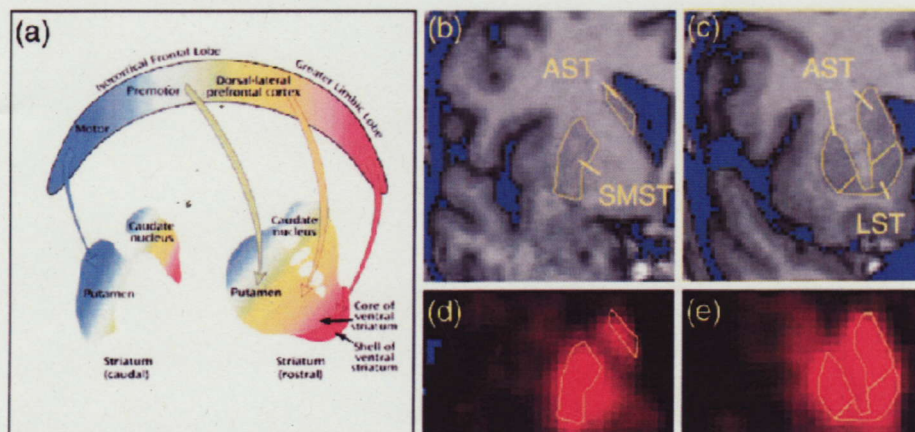 (a)
Isocortical Frontal Lobe
Greater Limbic Lobe
Dorsal-lateral
prefrontal cortex
Premotor
Motor
Caudate
nucleus
Putamen
Striatum
(caudal)
Caudate
nucleus
Putamen
Core of
ventral
striatum
Shell of
ventral
striatum
Striatum
(rostral)
(b)
AST
SMST
(c)
AST
LST
(d)
(e)